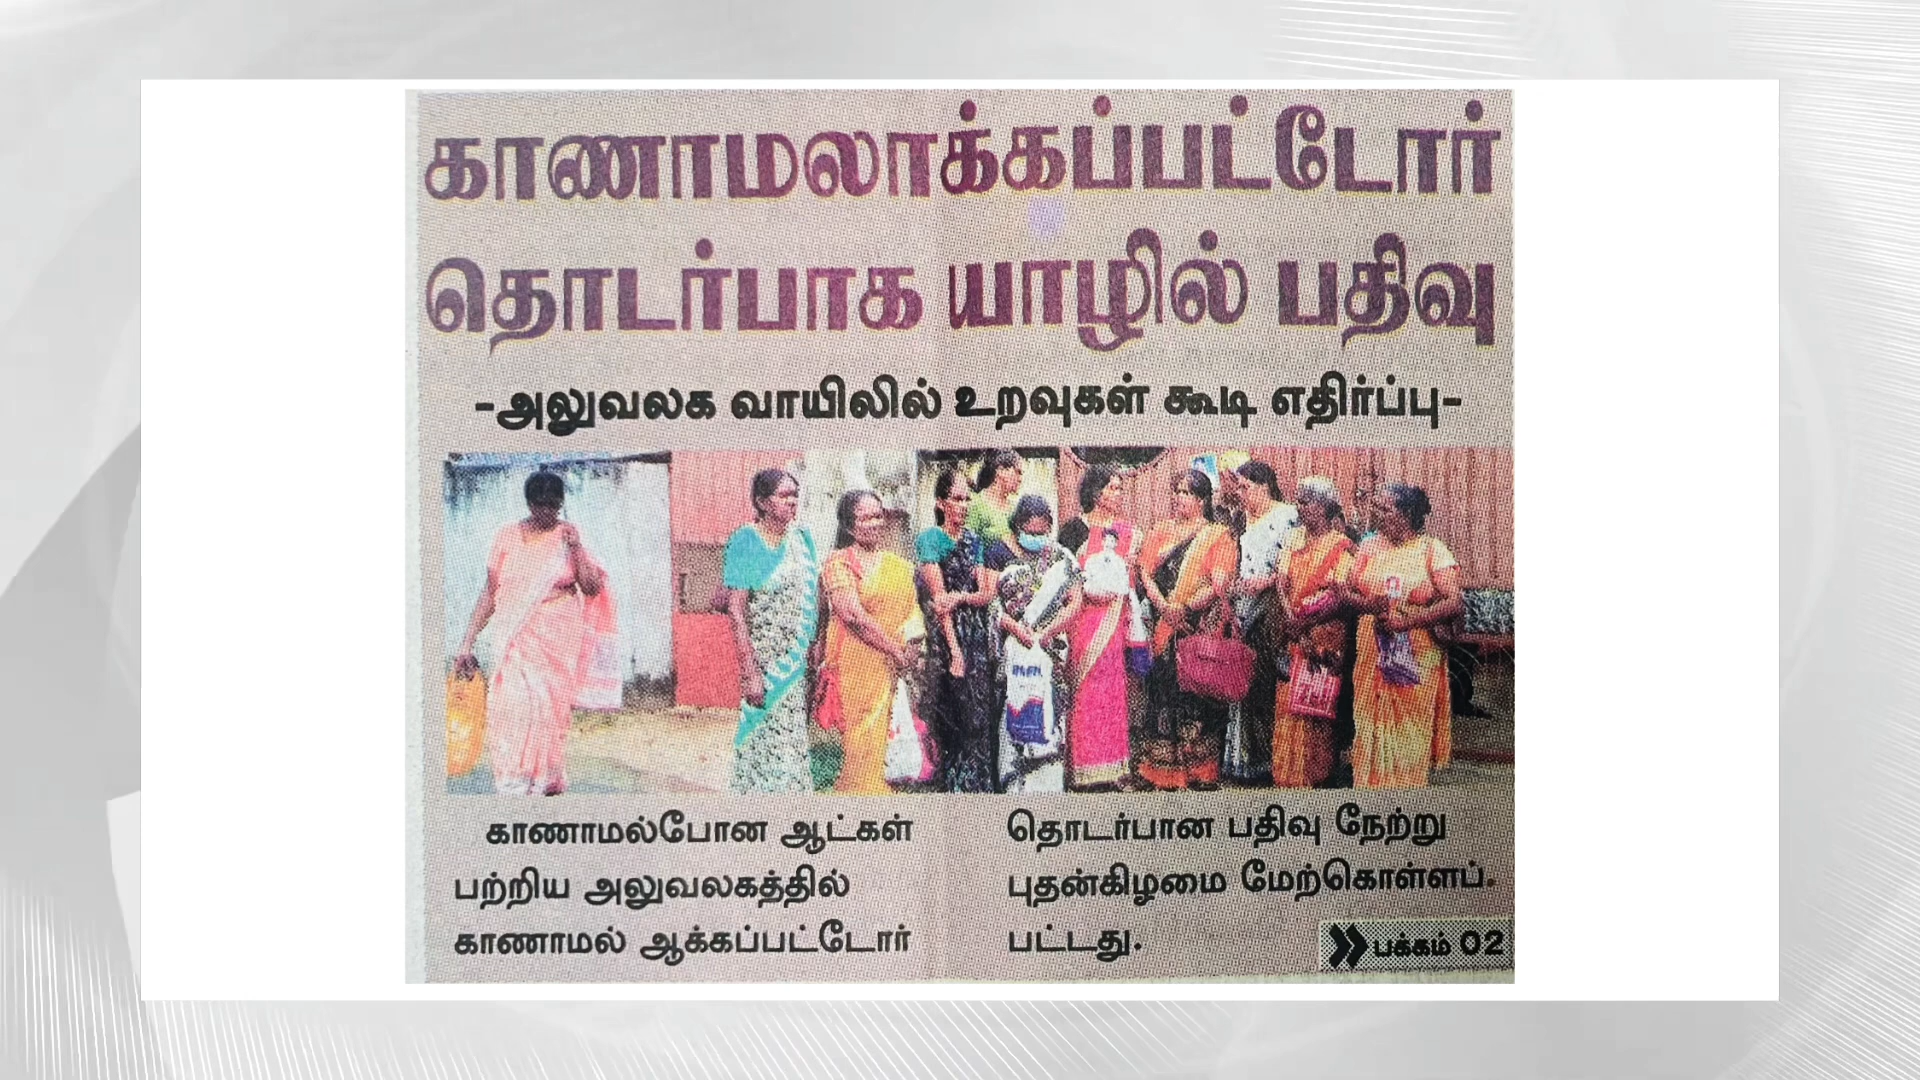 காணாமலாக்கப்பட்டோர்
தொடர்பாக யாழில் பதிவு
-அலுவலக வாயிலில் உறவுகள் கூடி எதிர்ப்பு-
காணாமல்போன ஆட்கள்
பற்றிய அலுவலகத்தில்
காணாமல் ஆக்கப்பட்டோர்
தொடர்பான பதிவு நேற்று
புதன்கிழமை மேற்கொள்ளப்
பட்டது.
பக்கம் 02